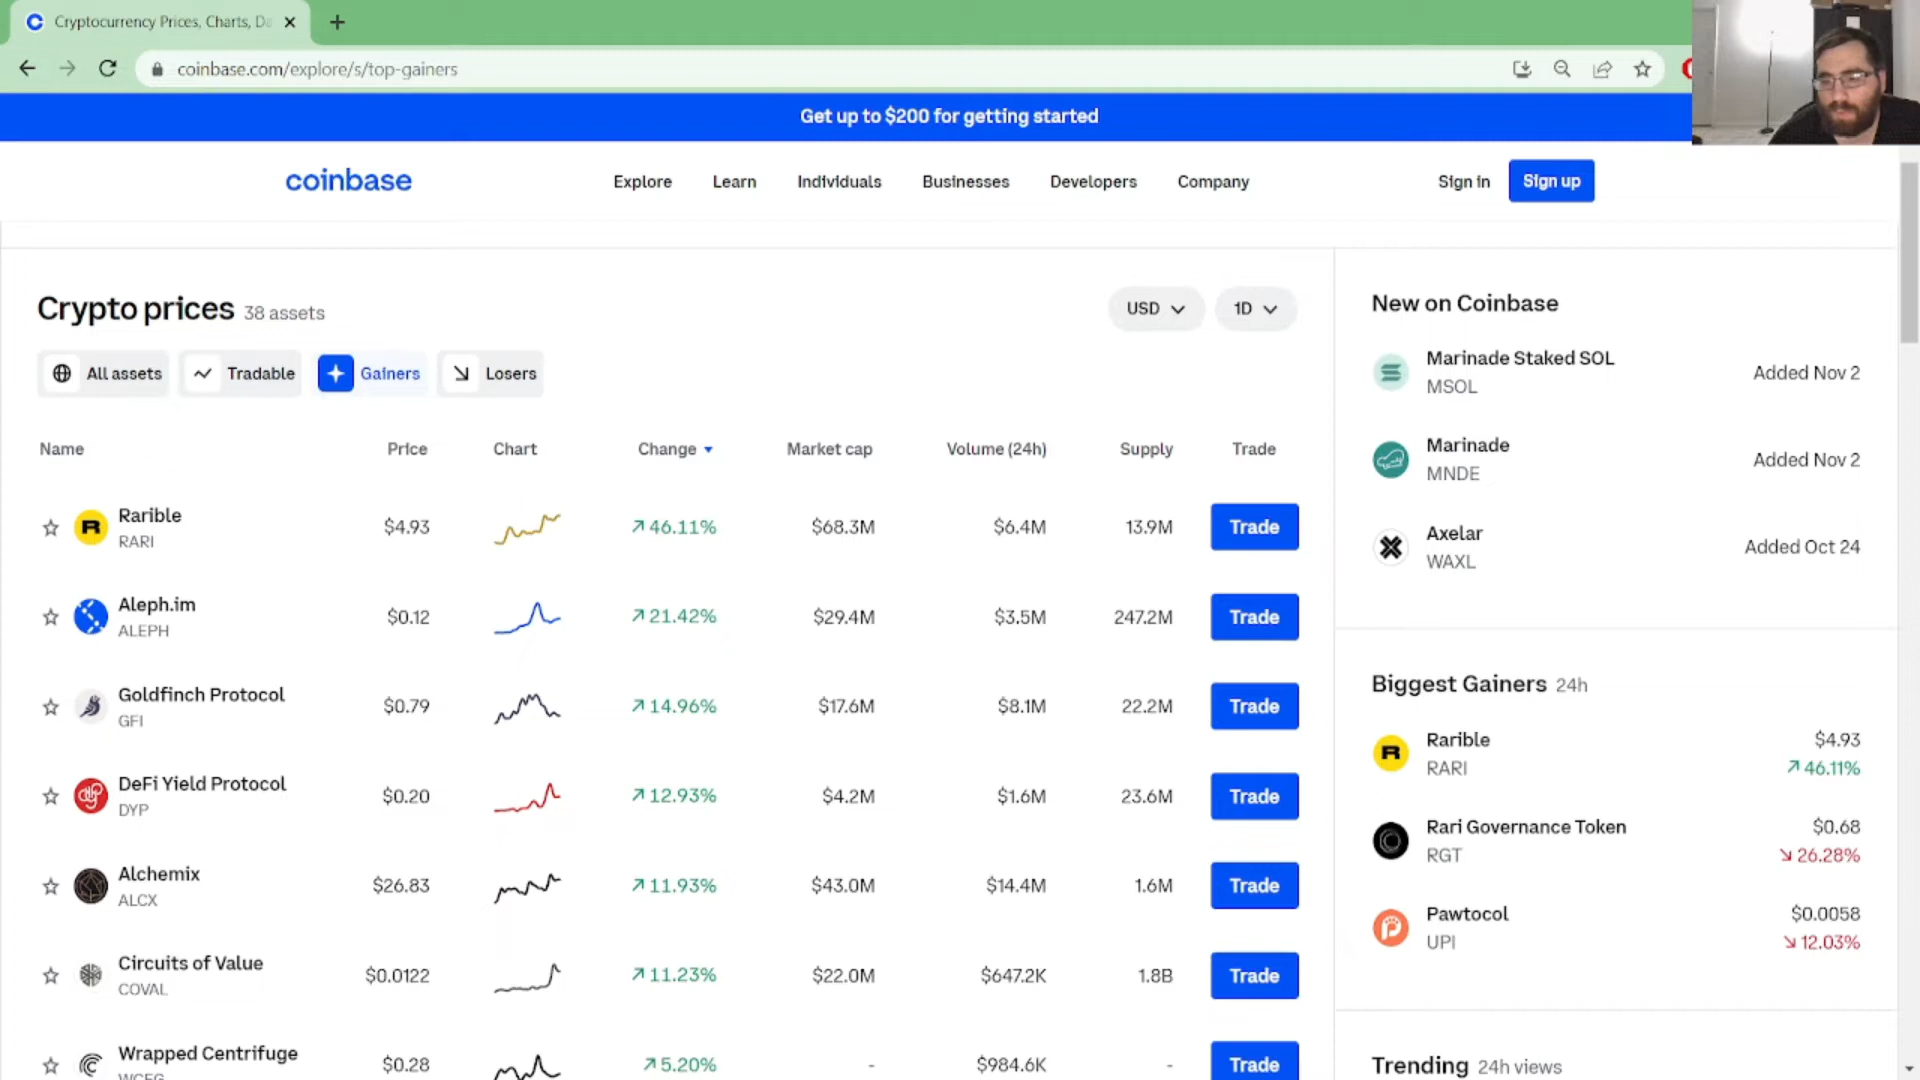 Cryptocurrency Prices, Charts, Da
coinbase.com/explore/s/top-gainers
Get up to $200 for getting started
coinbase
Explore
Learn
Individuals
Businesses
Developers
Company
Sign in
Sign up
Crypto prices 38 assets
USD
1D
All assets
Tradable
Gainers
Losers
Name Price Chart Change Market cap Volume (24h) Supply Trade
Rarible
RARI
$4.93 46.11% $68.3M $6.4M 13.9M Trade
Aleph.im
ALEPH
$0.12 21.42% $29.4M $3.5M 247.2M Trade
Goldfinch Protocol
GFI
$0.79 14.96% $17.6M $8.1M 22.2M Trade
DeFi Yield Protocol
DYP
$0.20 12.93% $4.2M $1.6M 23.6M Trade
Alchemix
ALCX
$26.83 11.93% $43.0M $14.4M 1.6M Trade
Circuits of Value
COVAL
$0.0122 11.23% $22.0M $647.2K 1.8B Trade
Wrapped Centrifuge
WCFG
$0.28 5.20% - $984.6K - Trade
New on Coinbase
Marinade Staked SOL
MSOL
Added Nov 2
Marinade
MNDE
Added Nov 2
Axelar
WAXL
Added Oct 24
Biggest Gainers 24h
Rarible $4.93
RARI 46.11%
Rari Governance Token $0.68
RGT 26.28%
Pawtocol $0.0058
UPI 12.03%
Trending 24h views